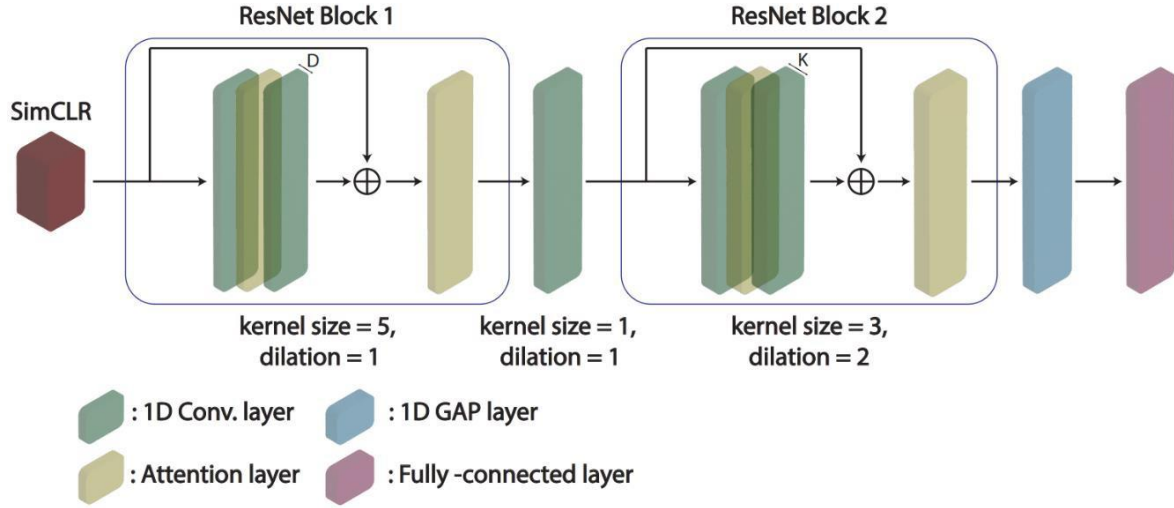 ResNet Block 1
ResNet Block 2
D
K
SimCLR
kernel size = 5,
dilation = 1
kernel size = 1,
dilation = 1
kernel size = 3,
dilation = 2
: 1D Conv. layer
: 1D GAP layer
: Attention layer
: Fully -connected layer